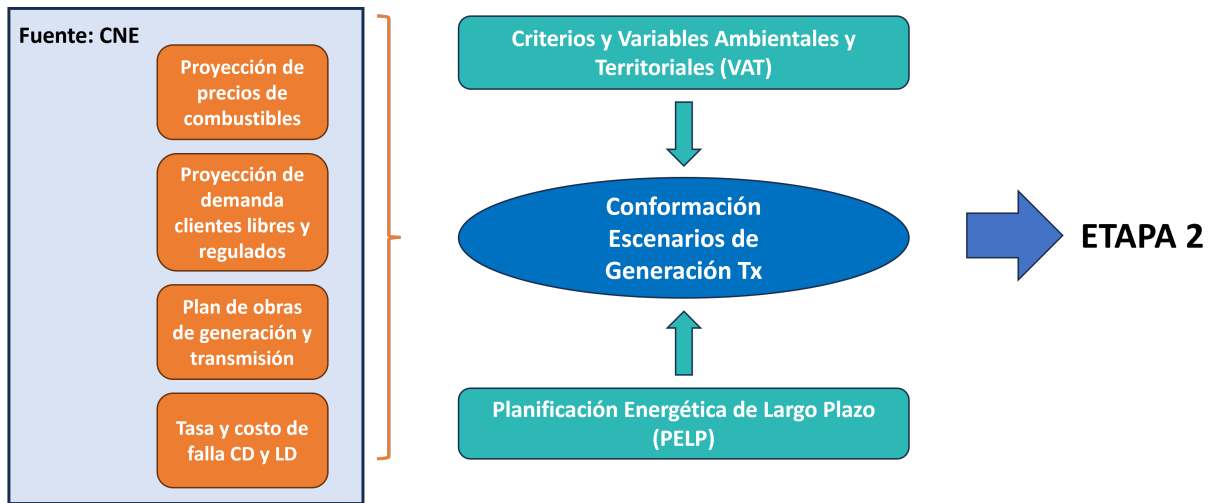 Fuente: CNE
Proyección de
precios de
combustibles
Proyección de
demanda
clientes libres y
regulados
Plan de obras
de generación y
transmisión
Tasa y costo de
falla CD y LD
Criterios y Variables Ambientales y
Territoriales (VAT)
Conformación
Escenarios de
Generación Tx
Planificación Energética de Largo Plazo
(PELP)
ETAPA 2